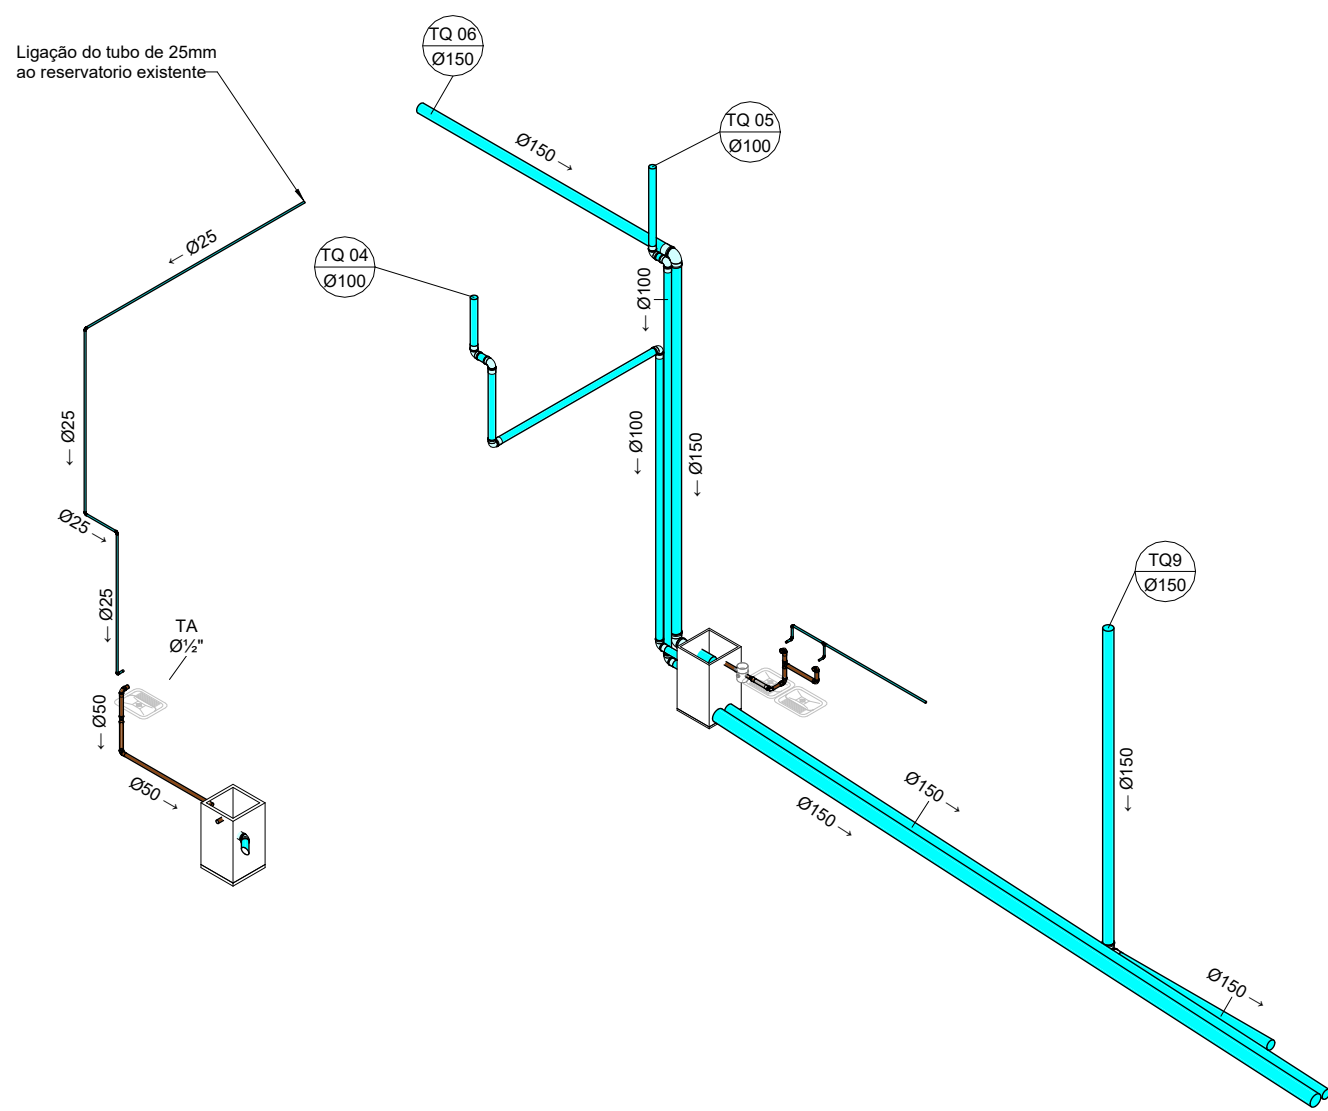 Ligação do tubo de 25mm
ao reservatorio existente
TQ 06
Ø150
Ø150 →
TQ 05
Ø100
← Ø25
TQ 04
Ø100
← Ø100
← Ø25
← Ø100
← Ø150
Ø25 →
← Ø25
TA
Ø½"
← Ø50
Ø50 →
TQ9
Ø150
← Ø150
Ø150 →
Ø150 →
Ø150 →